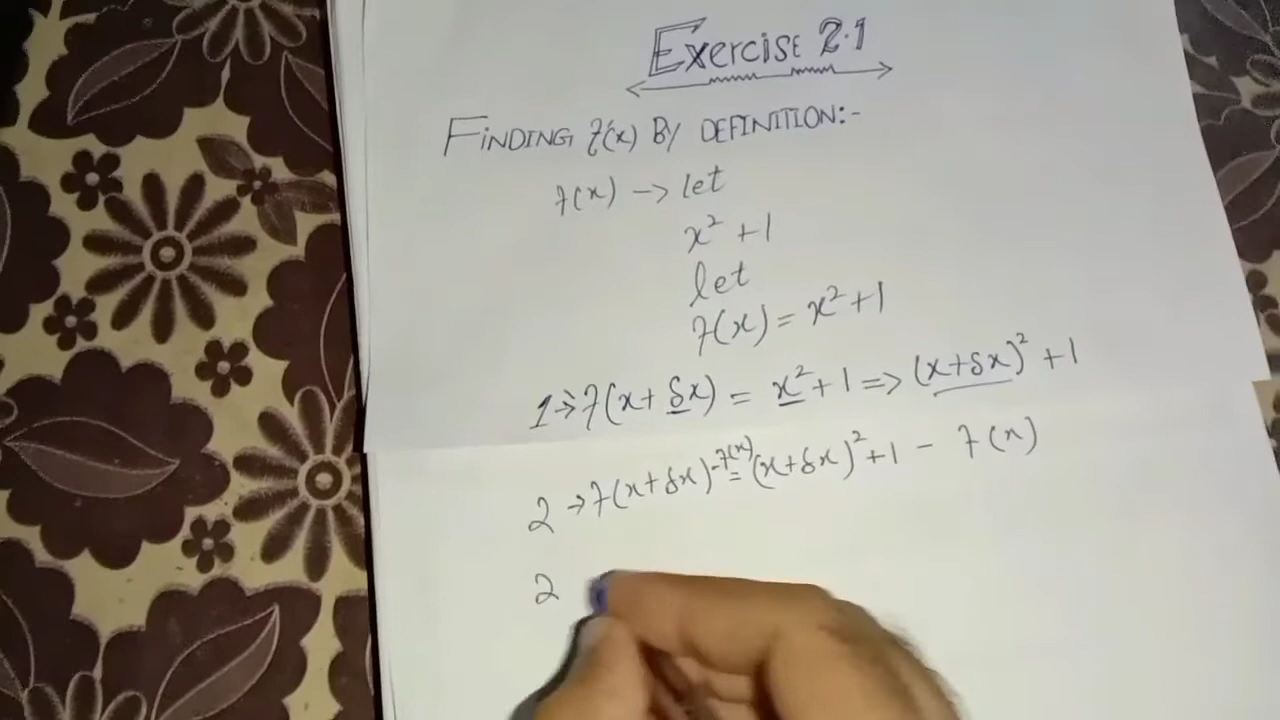 Exercise 2.1
FINDING f'(x) BY DEFINITION:-
f(x) → let
x² + 1
let
f(x) = x² + 1
1→ f(x + δx) = x² + 1 => (x + δx)² + 1
2 → f(x + δx) - f(x) = (x + δx)² + 1 - f(x)
2